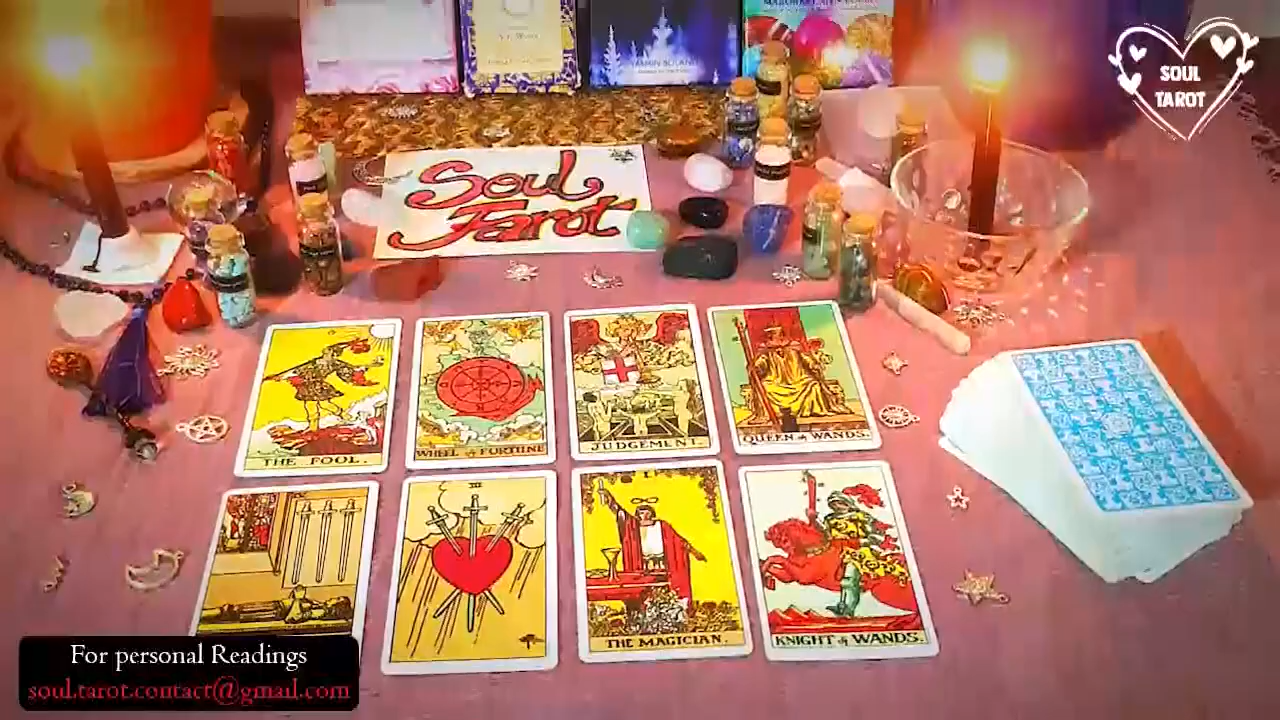 SOUL
TAROT
Soul
Tarot
THE FOOL.
WHEEL of FORTUNE
JUDGEMENT.
QUEEN of WANDS.
III
THE MAGICIAN.
KNIGHT of WANDS.
For personal Readings
soul.tarot.contact@gmail.com